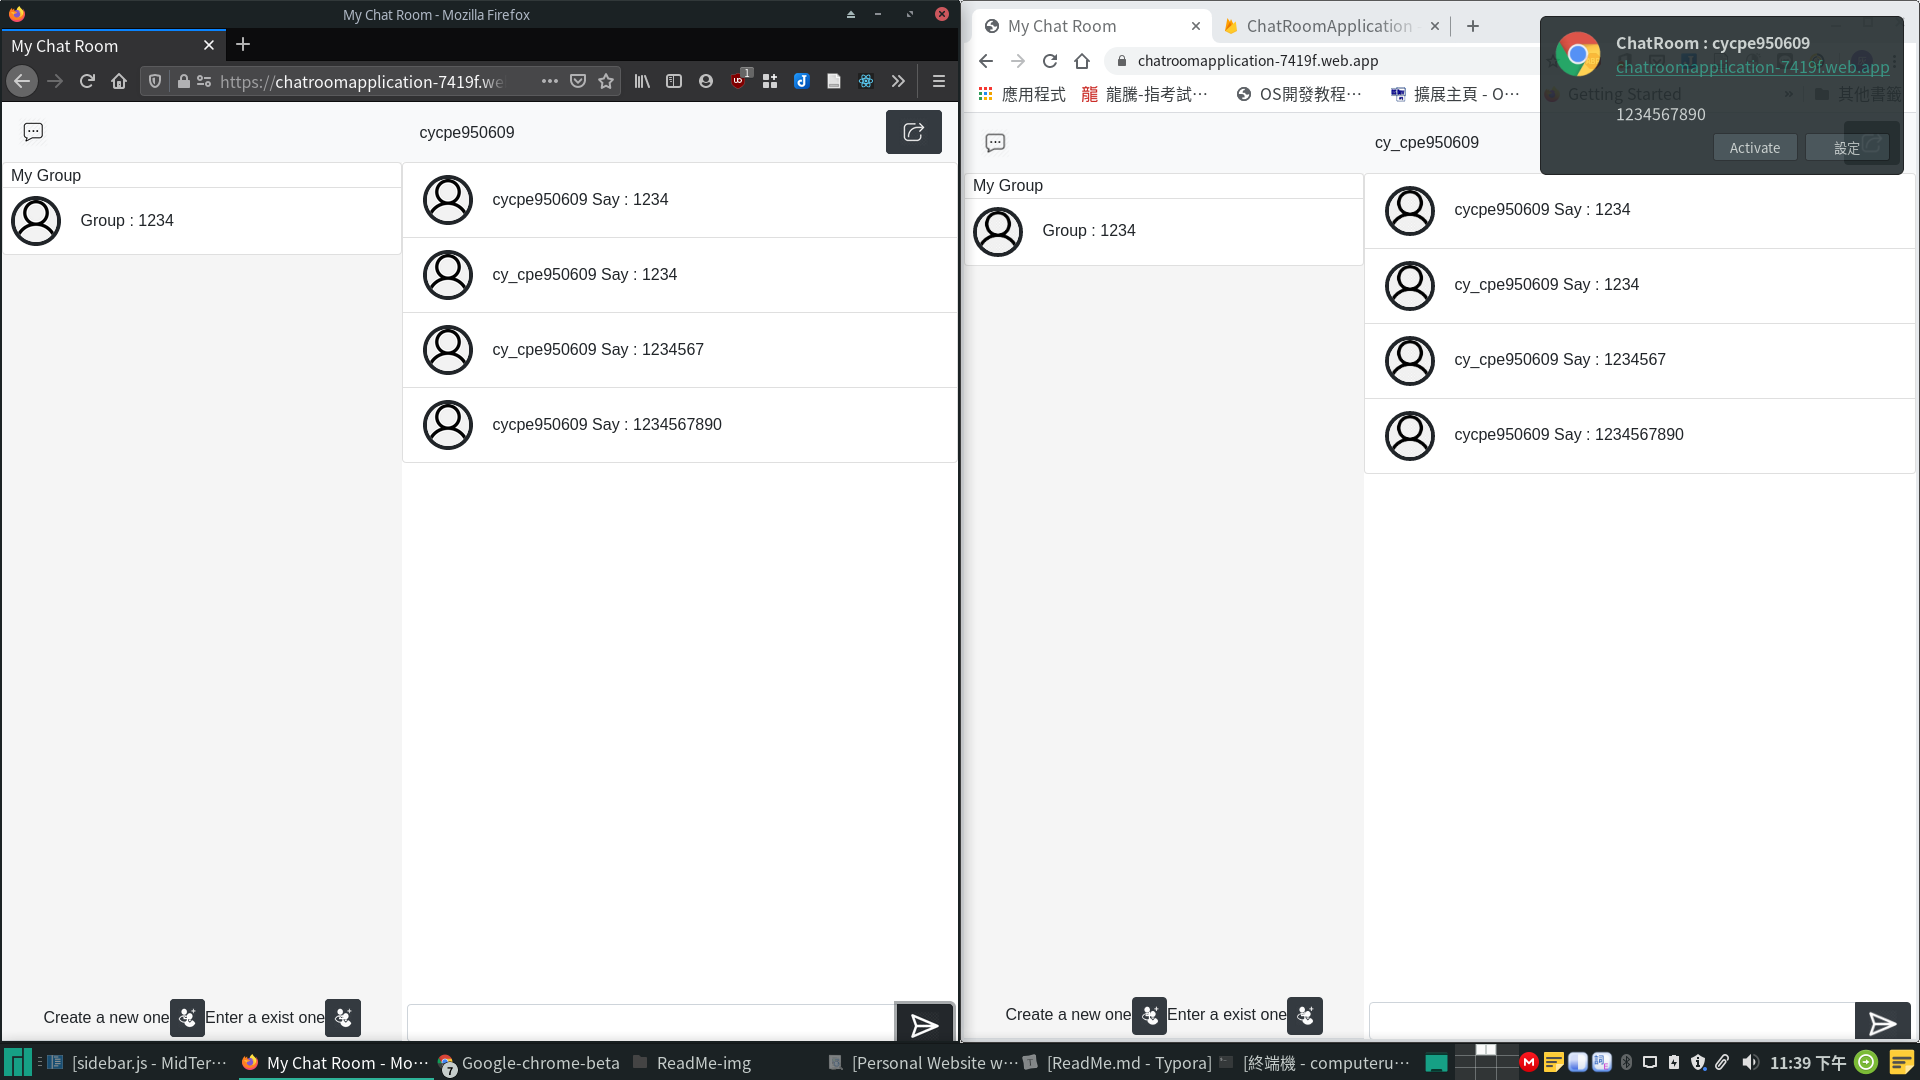 My Chat Room - Mozilla Firefox
My Chat Room
https://chatroomapplication-7419f.we
1
cycpe950609
My Group
Group : 1234
cycpe950609 Say : 1234
cy_cpe950609 Say : 1234
cy_cpe950609 Say : 1234567
cycpe950609 Say : 1234567890
Create a new one
Enter a exist one
My Chat Room
ChatRoomApplication
chatroomapplication-7419f.web.app
應用程式
龍 龍騰-指考試⋯
OS開發教程⋯
擴展主頁 - O⋯
Getting Started
»
其他書籤
ChatRoom : cycpe950609
chatroomapplication-7419f.web.app
1234567890
Activate
設定
cy_cpe950609
My Group
Group : 1234
cycpe950609 Say : 1234
cy_cpe950609 Say : 1234
cy_cpe950609 Say : 1234567
cycpe950609 Say : 1234567890
Create a new one
Enter a exist one
[sidebar.js - MidTer⋯
My Chat Room - Mo⋯
7
Google-chrome-beta
ReadMe-img
[Personal Website w⋯
[ReadMe.md - Typora]
[終端機 - computeru⋯
11:39 下午